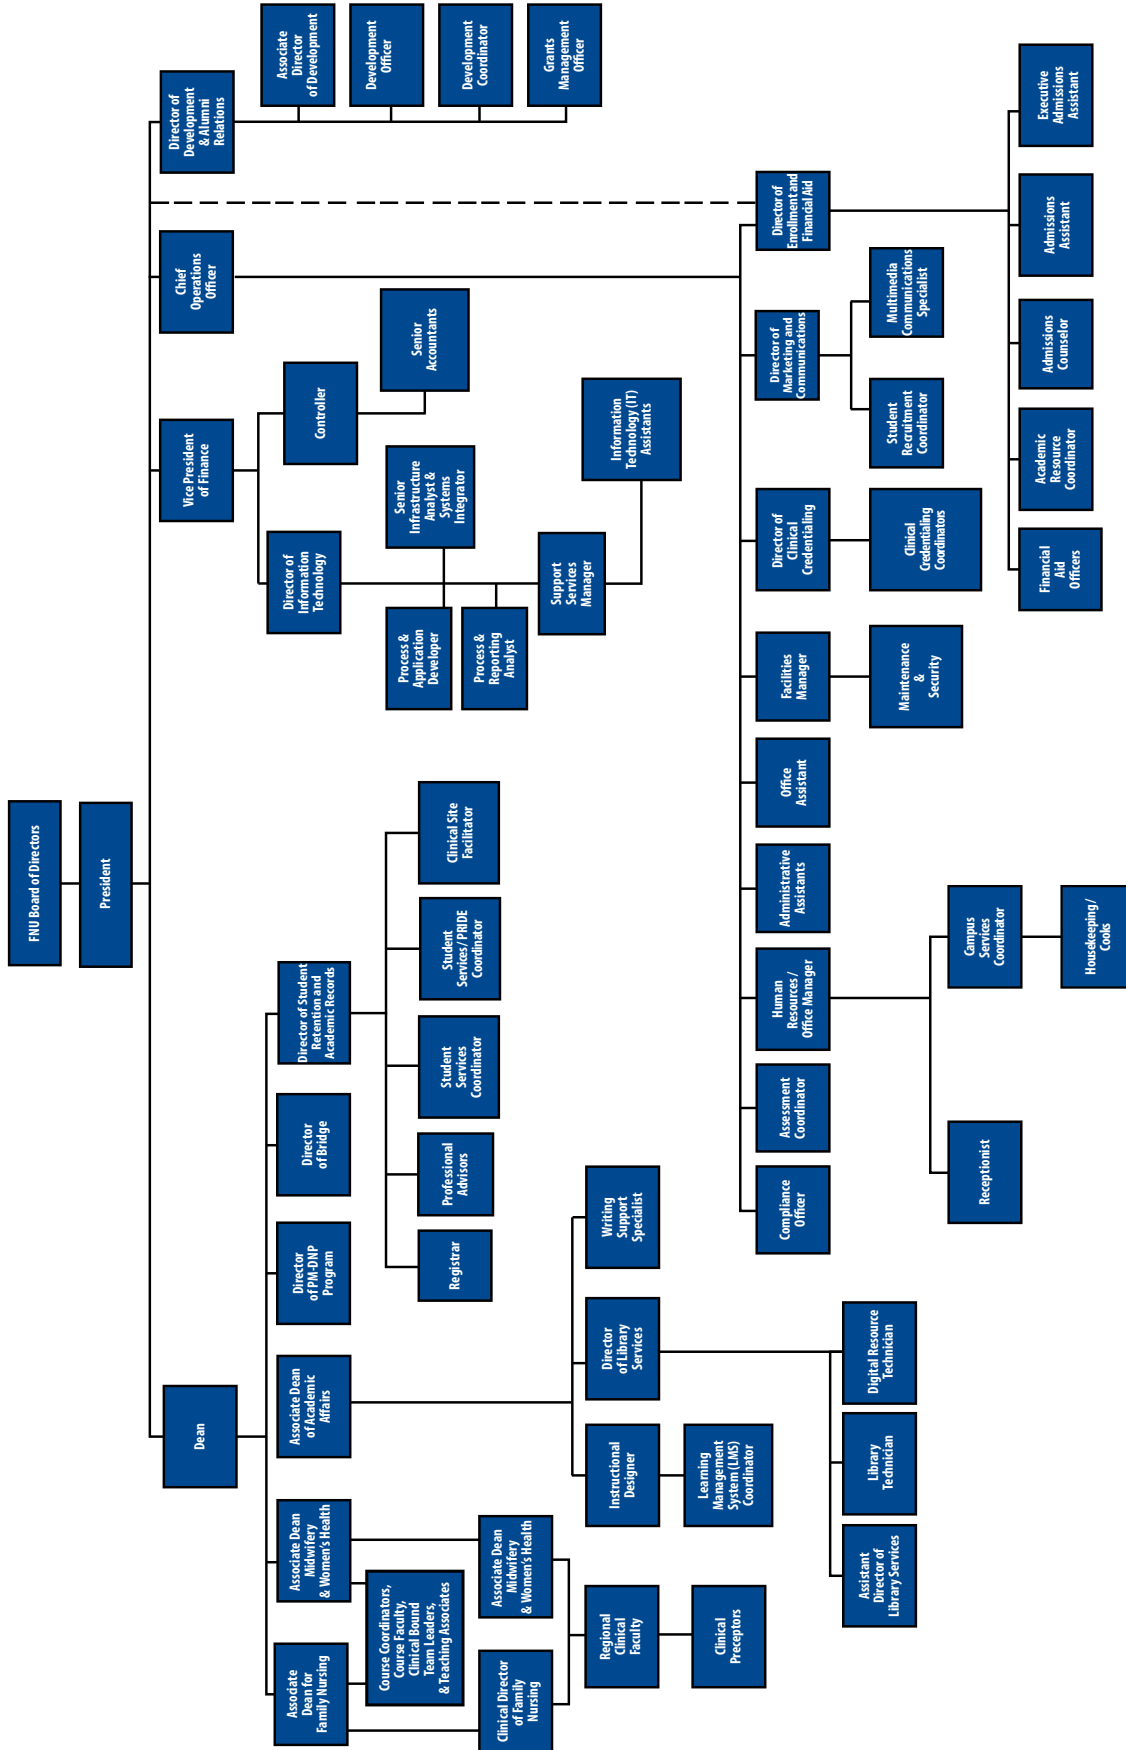 FNU Board of Directors
President
Dean
Vice President
of Finance
Chief
Operations
Officer
Director of
Development
& Alumni
Relations
Associate
Dean for
Family Nursing
Associate Dean
Midwifery
& Women's Health
Associate Dean
of Academic
Affairs
Director
of PM-DNP
Program
Director
of Bridge
Director of Student
Retention and
Academic Records
Director of
Information
Technology
Controller
Associate
Director
of Development
Development
Officer
Development
Coordinator
Grants
Management
Officer
Course Coordinators,
Course Faculty,
Clinical Bound
Team Leaders,
& Teaching Associates
Registrar
Professional
Advisors
Student
Services
Coordinator
Student
Services/ PRIDE
Coordinator
Clinical Site
Facilitator
Process &
Application
Developer
Senior
Infrastructure
Analyst &
Systems
Integrator
Senior
Accountants
Process &
Reporting
Analyst
Clinical Director
of Family
Nursing
Associate Dean
Midwifery
& Women's Health
Support
Services
Manager
Information
Technology (IT)
Assistants
Regional
Clinical
Faculty
Instructional
Designer
Director
of Library
Services
Writing
Support
Specialist
Clinical
Preceptors
Learning
Management
System (LMS)
Coordinator
Compliance
Officer
Assessment
Coordinator
Human
Resources /
Office Manager
Administrative
Assistants
Office
Assistant
Facilities
Manager
Director of
Clinical
Credentialing
Director of
Marketing and
Communications
Director of
Enrollment and
Financial Aid
Assistant
Director of
Library Services
Library
Technician
Digital Resource
Technician
Maintenance
&
Security
Clinical
Credentialing
Coordinators
Student
Recruitment
Coordinator
Multimedia
Communications
Specialist
Receptionist
Campus
Services
Coordinator
Financial
Aid
Officers
Academic
Resource
Coordinator
Admissions
Counselor
Admissions
Assistant
Executive
Admissions
Assistant
Housekeeping/
Cooks